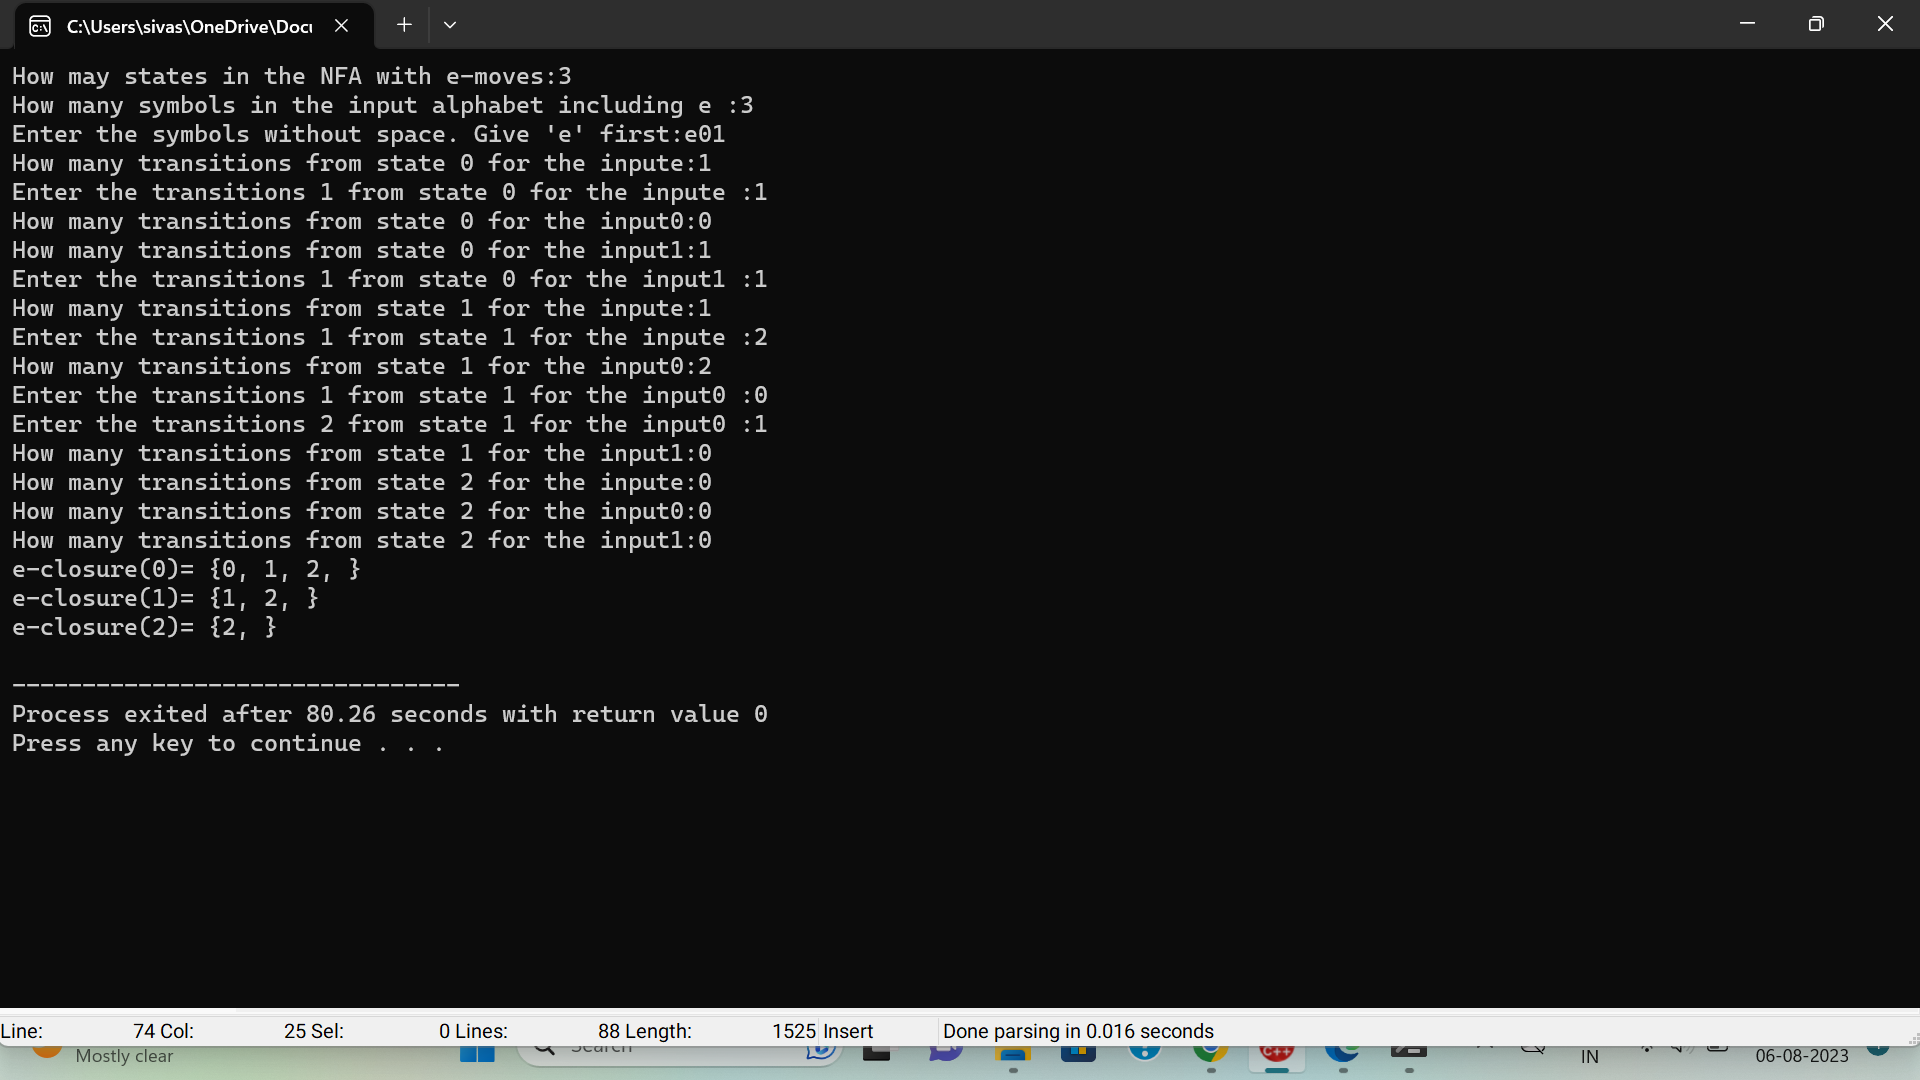 C:\Users\sivas\OneDrive\Docu
How may states in the NFA with e-moves:3
How many symbols in the input alphabet including e :3
Enter the symbols without space. Give 'e' first:e01
How many transitions from state 0 for the inpute:1
Enter the transitions 1 from state 0 for the inpute :1
How many transitions from state 0 for the input0:0
How many transitions from state 0 for the input1:1
Enter the transitions 1 from state 0 for the input1 :1
How many transitions from state 1 for the inpute:1
Enter the transitions 1 from state 1 for the inpute :2
How many transitions from state 1 for the input0:2
Enter the transitions 1 from state 1 for the input0 :0
Enter the transitions 2 from state 1 for the input0 :1
How many transitions from state 1 for the input1:0
How many transitions from state 2 for the inpute:0
How many transitions from state 2 for the input0:0
How many transitions from state 2 for the input1:0
e-closure(0)= {0, 1, 2, }
e-closure(1)= {1, 2, }
e-closure(2)= {2, }
--------------------------------
Process exited after 80.26 seconds with return value 0
Press any key to continue . . .
Line: 74 Col: 25 Sel: 0 Lines: 88 Length: 1525 Insert Done parsing in 0.016 seconds
Mostly clear Search C++ IN 06-08-2023